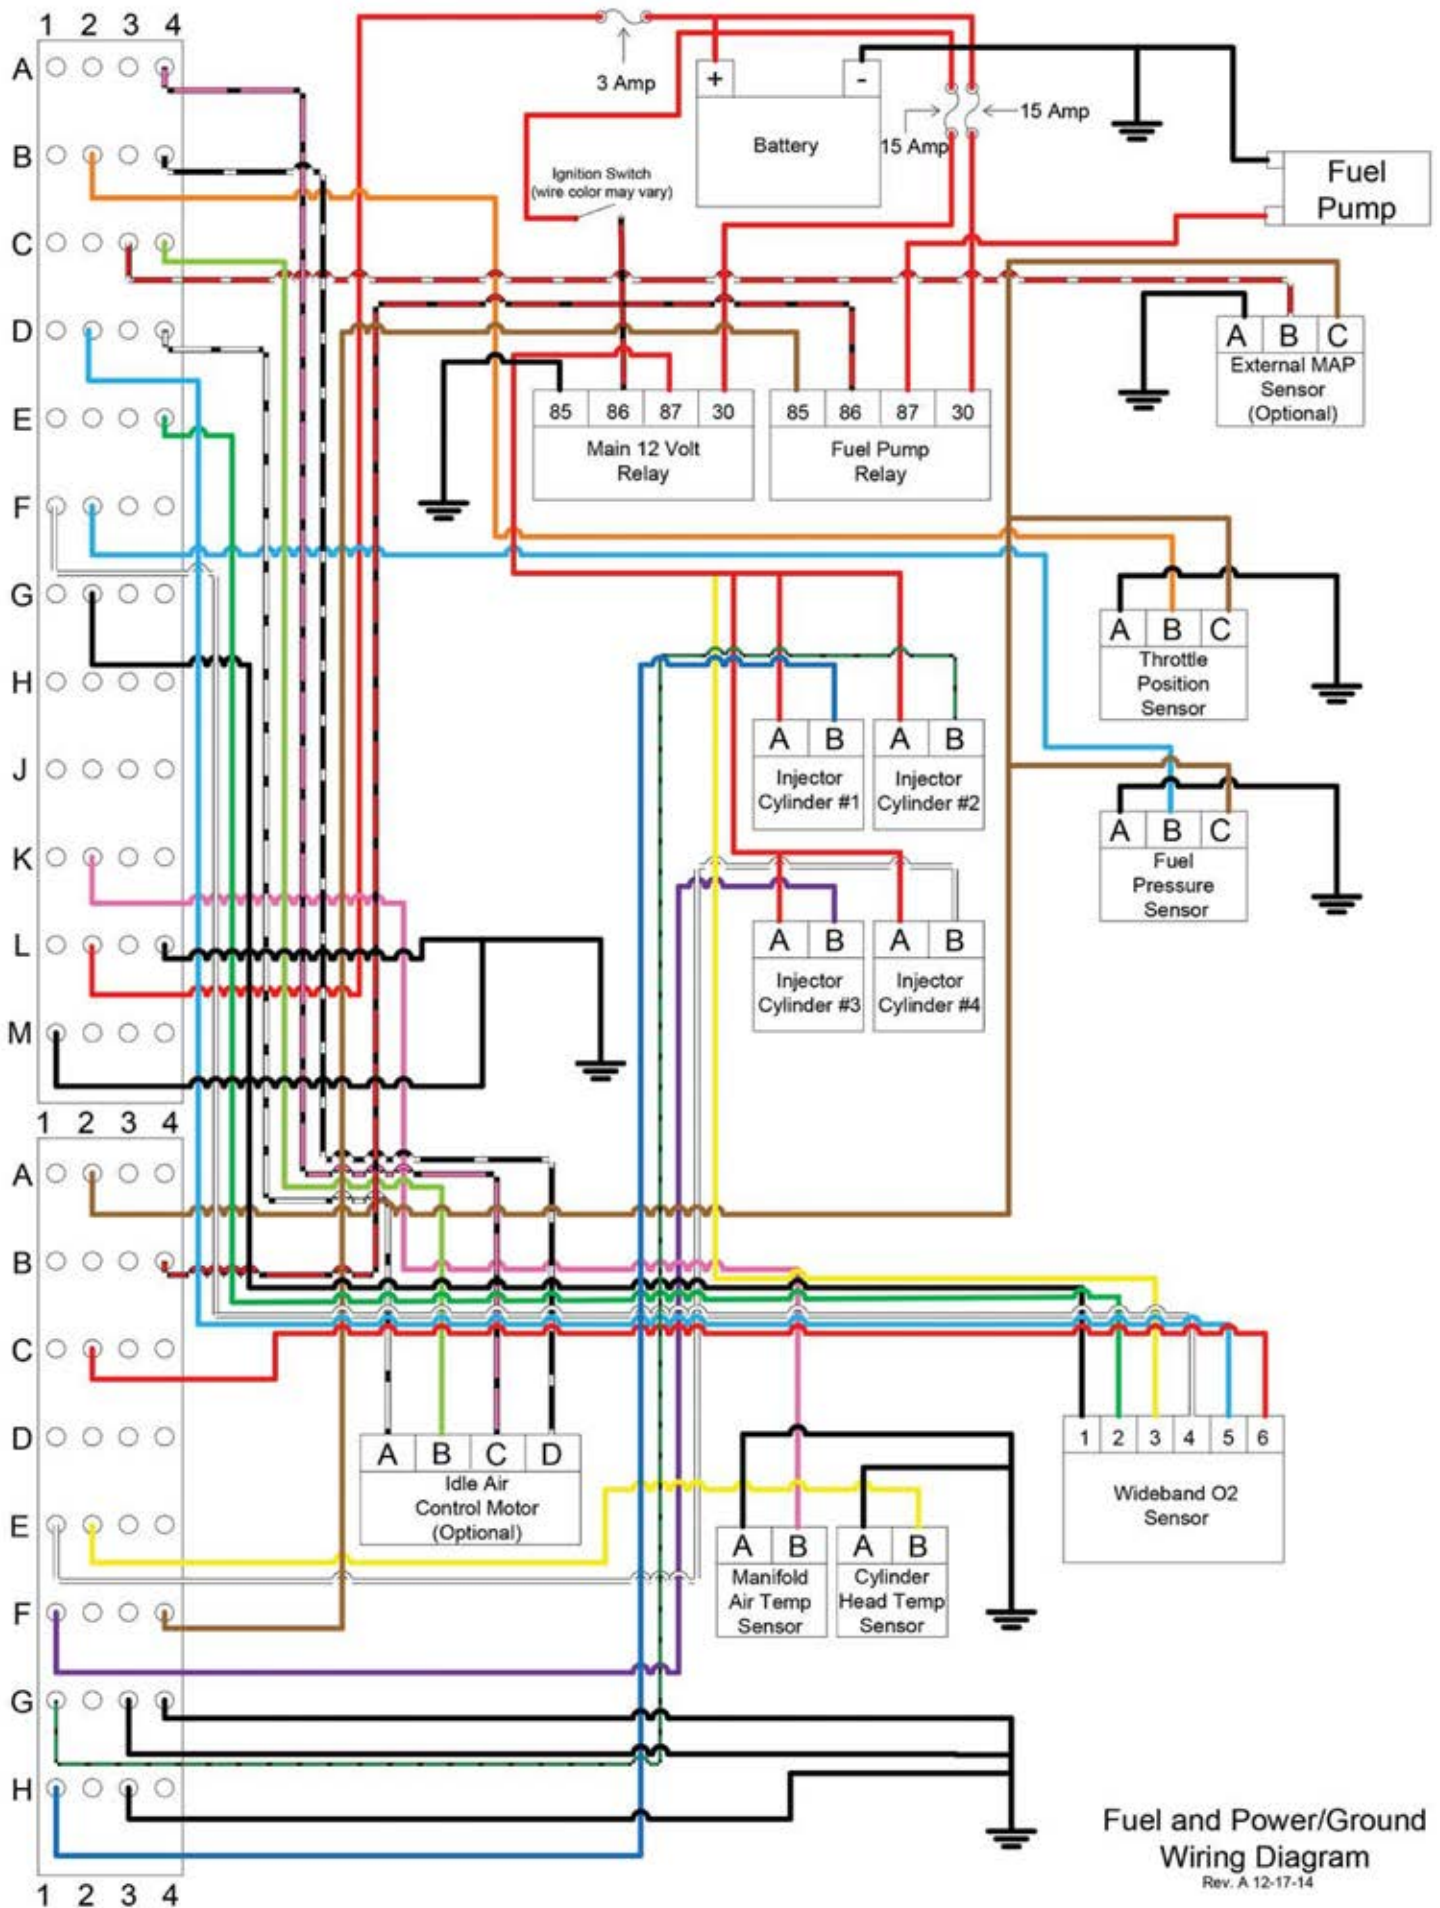 1 2 3 4
A
B
C
D
E
F
G
H
J
K
L
M
1 2 3 4
A
B
C
D
E
F
G
H
1 2 3 4
3 Amp
+
-
Battery
15 Amp
15 Amp
Ignition Switch
(wire color may vary)
Fuel
Pump
A B C
External MAP
Sensor
(Optional)
85 86 87 30
Main 12 Volt
Relay
85 86 87 30
Fuel Pump
Relay
A B C
Throttle
Position
Sensor
A B
Injector
Cylinder #1
A B
Injector
Cylinder #2
A B C
Fuel
Pressure
Sensor
A B
Injector
Cylinder #3
A B
Injector
Cylinder #4
A B C D
Idle Air
Control Motor
(Optional)
1 2 3 4 5 6
Wideband O2
Sensor
A B
Manifold
Air Temp
Sensor
A B
Cylinder
Head Temp
Sensor
Fuel and Power/Ground
Wiring Diagram
Rev. A 12-17-14